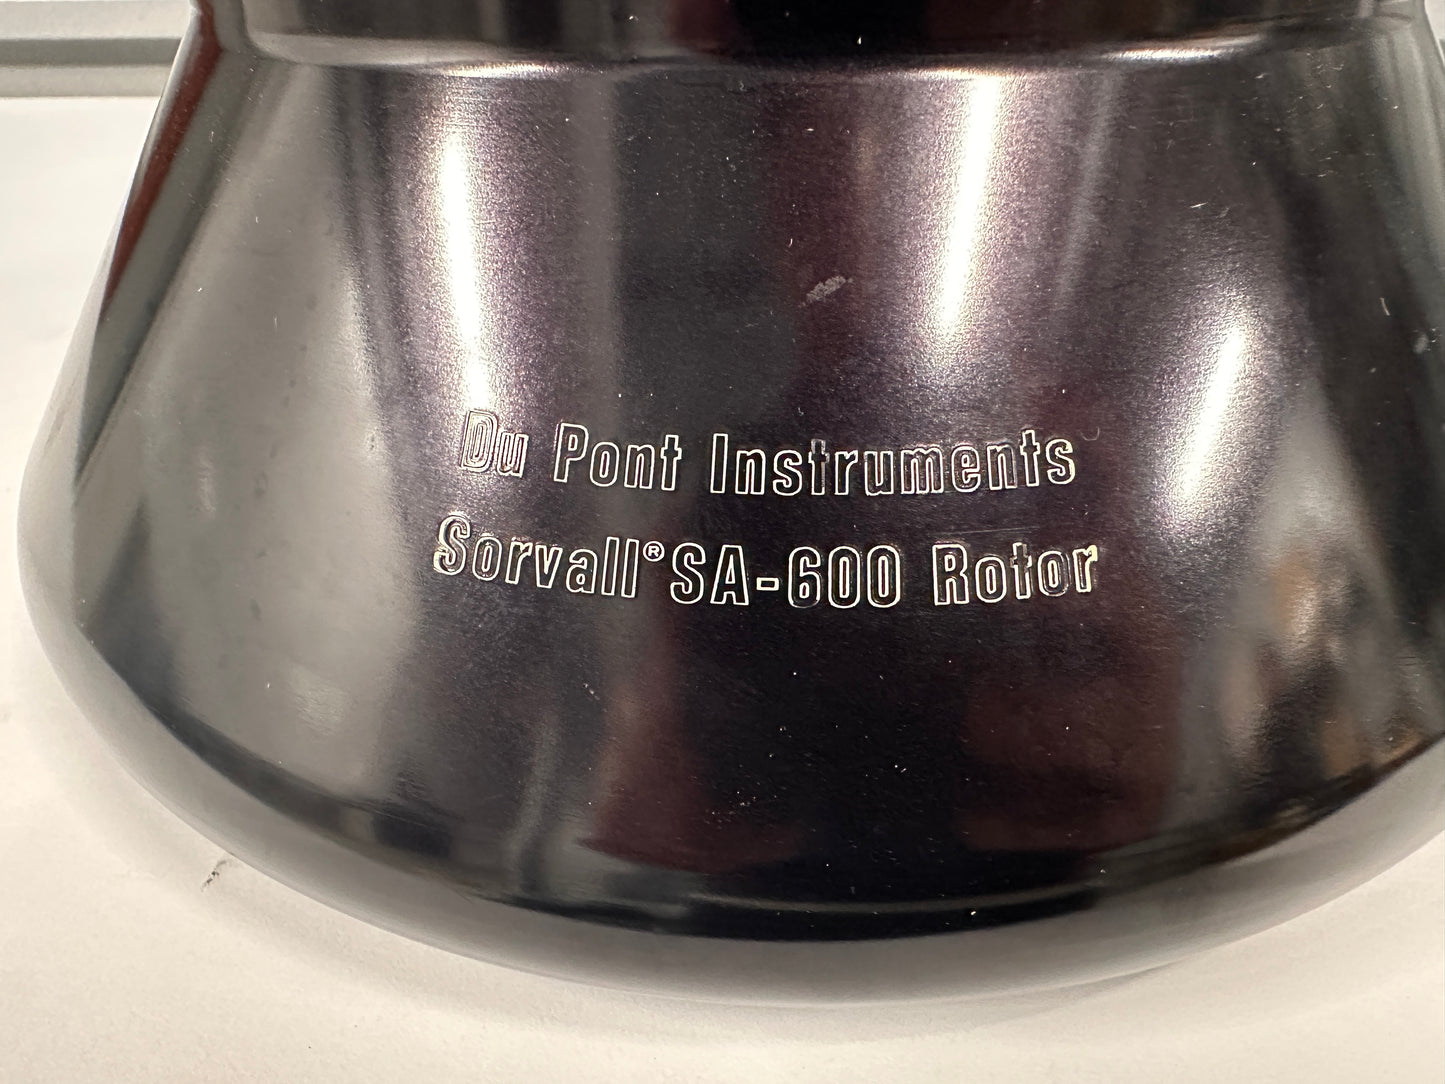 Du Pont Instruments
Sorvall® SA-600 Rotor